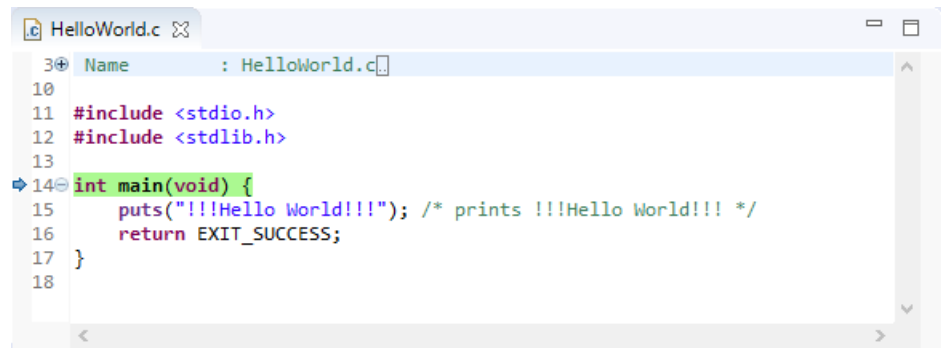 HelloWorld.c
3 Name : HelloWorld.c
10
11 #include <stdio.h>
12 #include <stdlib.h>
13
14 int main(void) {
15 puts("!!!Hello World!!!"); /* prints !!!Hello World!!! */
16 return EXIT_SUCCESS;
17 }
18